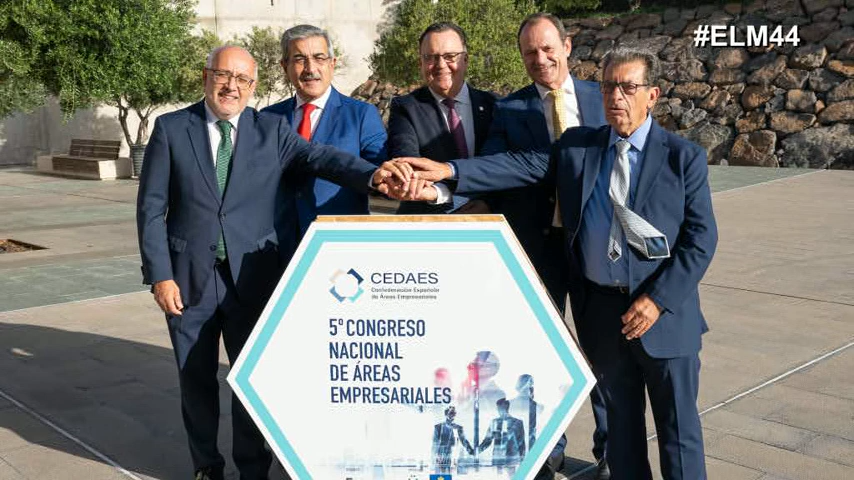 #ELM44
CEDAES
Confederación Española
de Áreas Empresariales
5º CONGRESO
NACIONAL
DE ÁREAS
EMPRESARIALES